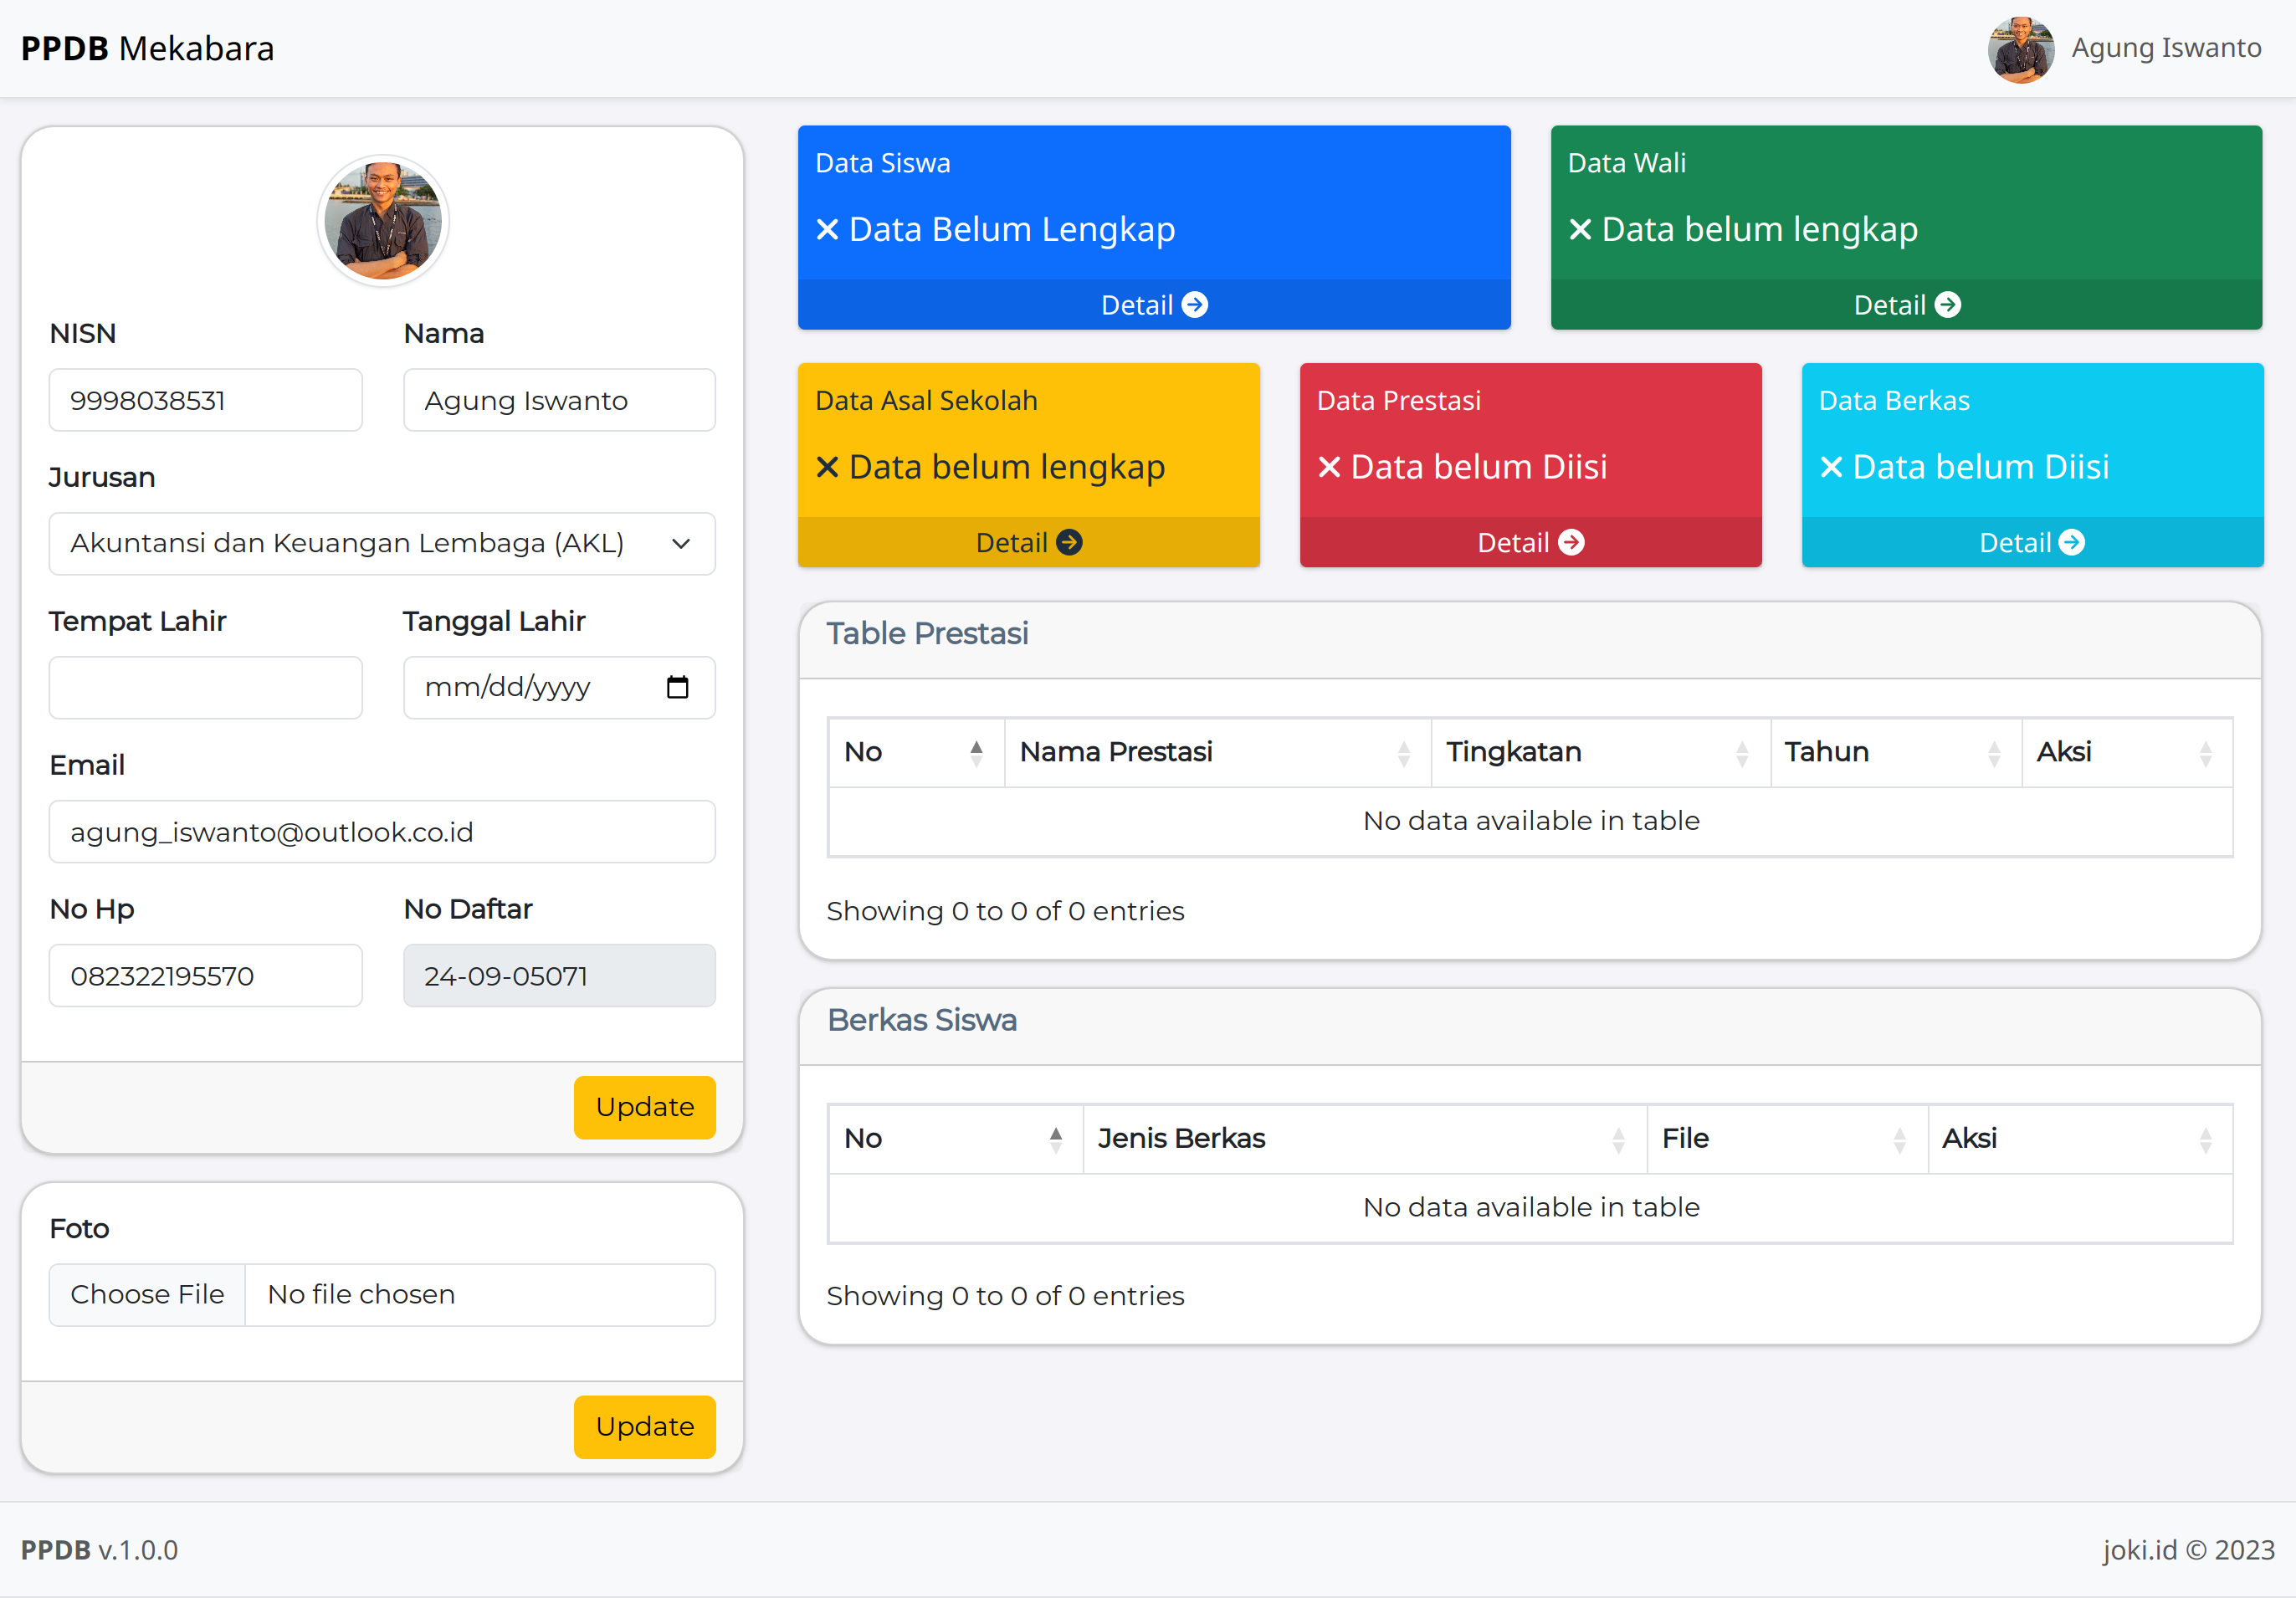 PPDB Mekabara
Agung Iswanto
NISN
Nama
9998038531
Agung Iswanto
Jurusan
Akuntansi dan Keuangan Lembaga (AKL)
Tempat Lahir
Tanggal Lahir
mm/dd/yyyy
Email
agung_iswanto@outlook.co.id
No Hp
No Daftar
082322195570
24-09-05071
Update
Foto
Choose File
No file chosen
Update
Data Siswa
Data Belum Lengkap
Detail
Data Wali
Data belum lengkap
Detail
Data Asal Sekolah
Data belum lengkap
Detail
Data Prestasi
Data belum Diisi
Detail
Data Berkas
Data belum Diisi
Detail
Table Prestasi
No Nama Prestasi Tingkatan Tahun Aksi
No data available in table
Showing 0 to 0 of 0 entries
Berkas Siswa
No Jenis Berkas File Aksi
No data available in table
Showing 0 to 0 of 0 entries
PPDB v.1.0.0
joki.id © 2023